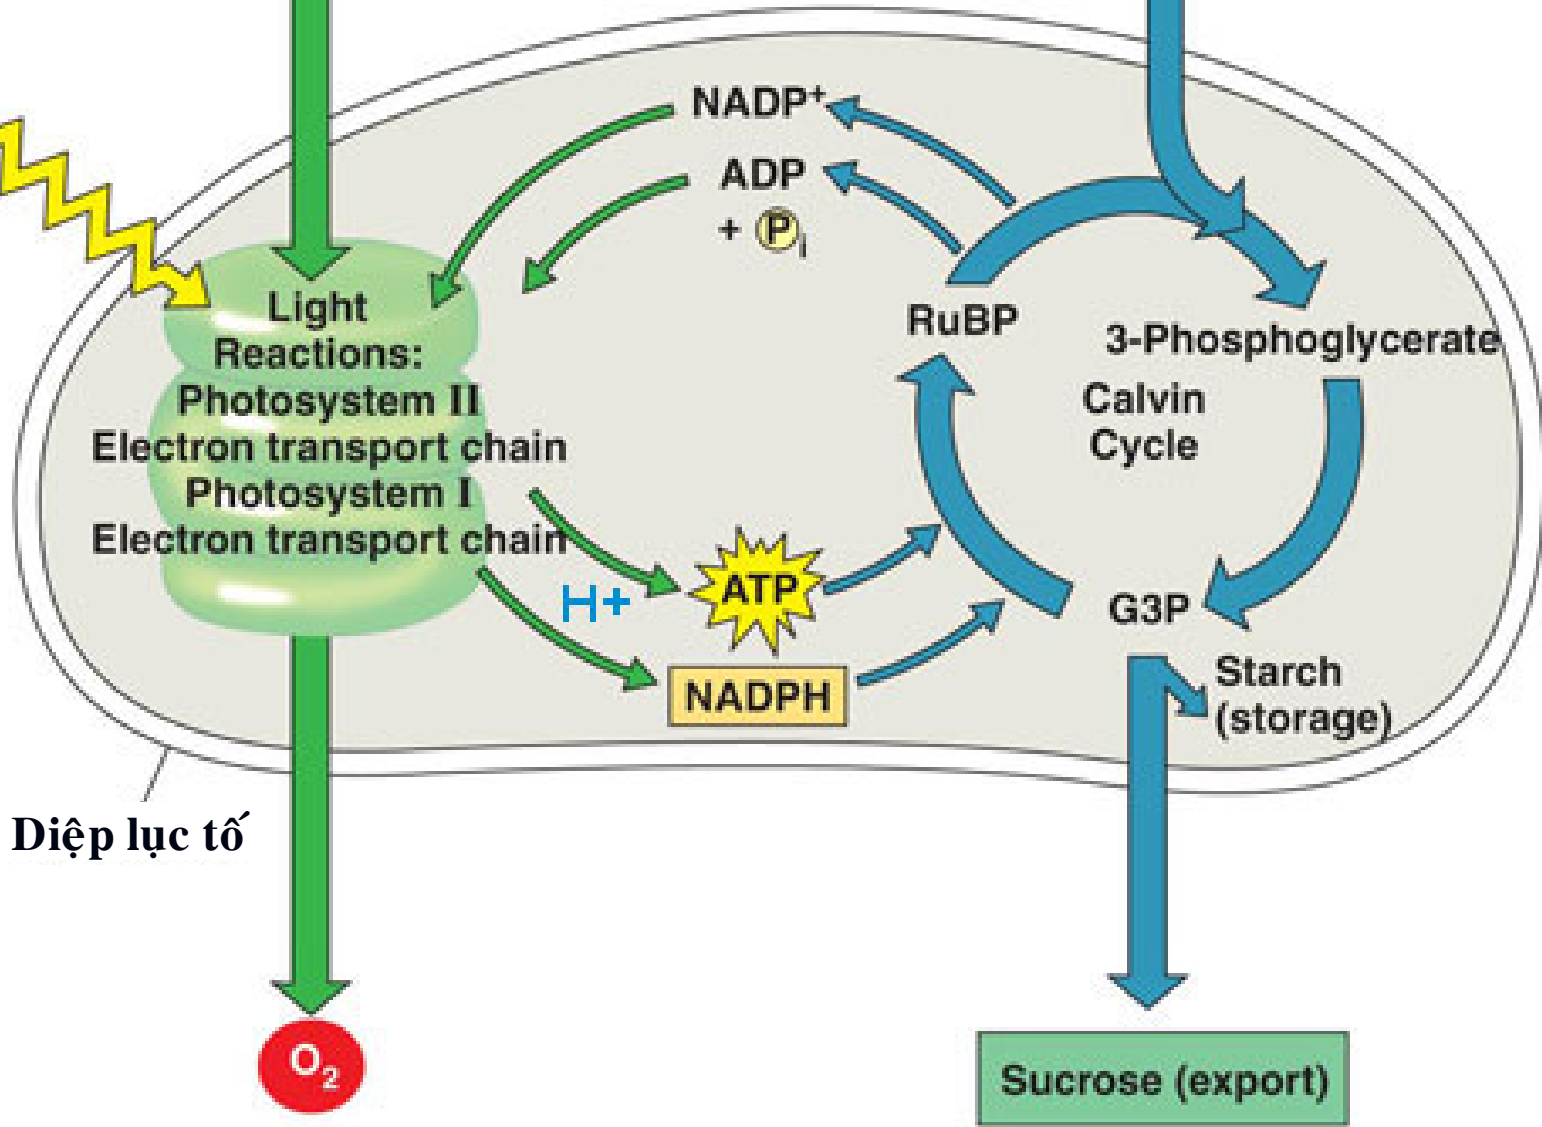 NADP⁺
ADP
+ Pi
Light
Reactions:
Photosystem II
Electron transport chain
Photosystem I
Electron transport chain
H+
ATP
NADPH
RuBP
3-Phosphoglycerate
Calvin
Cycle
G3P
Starch
(storage)
Diệp lục tố
O₂
Sucrose (export)